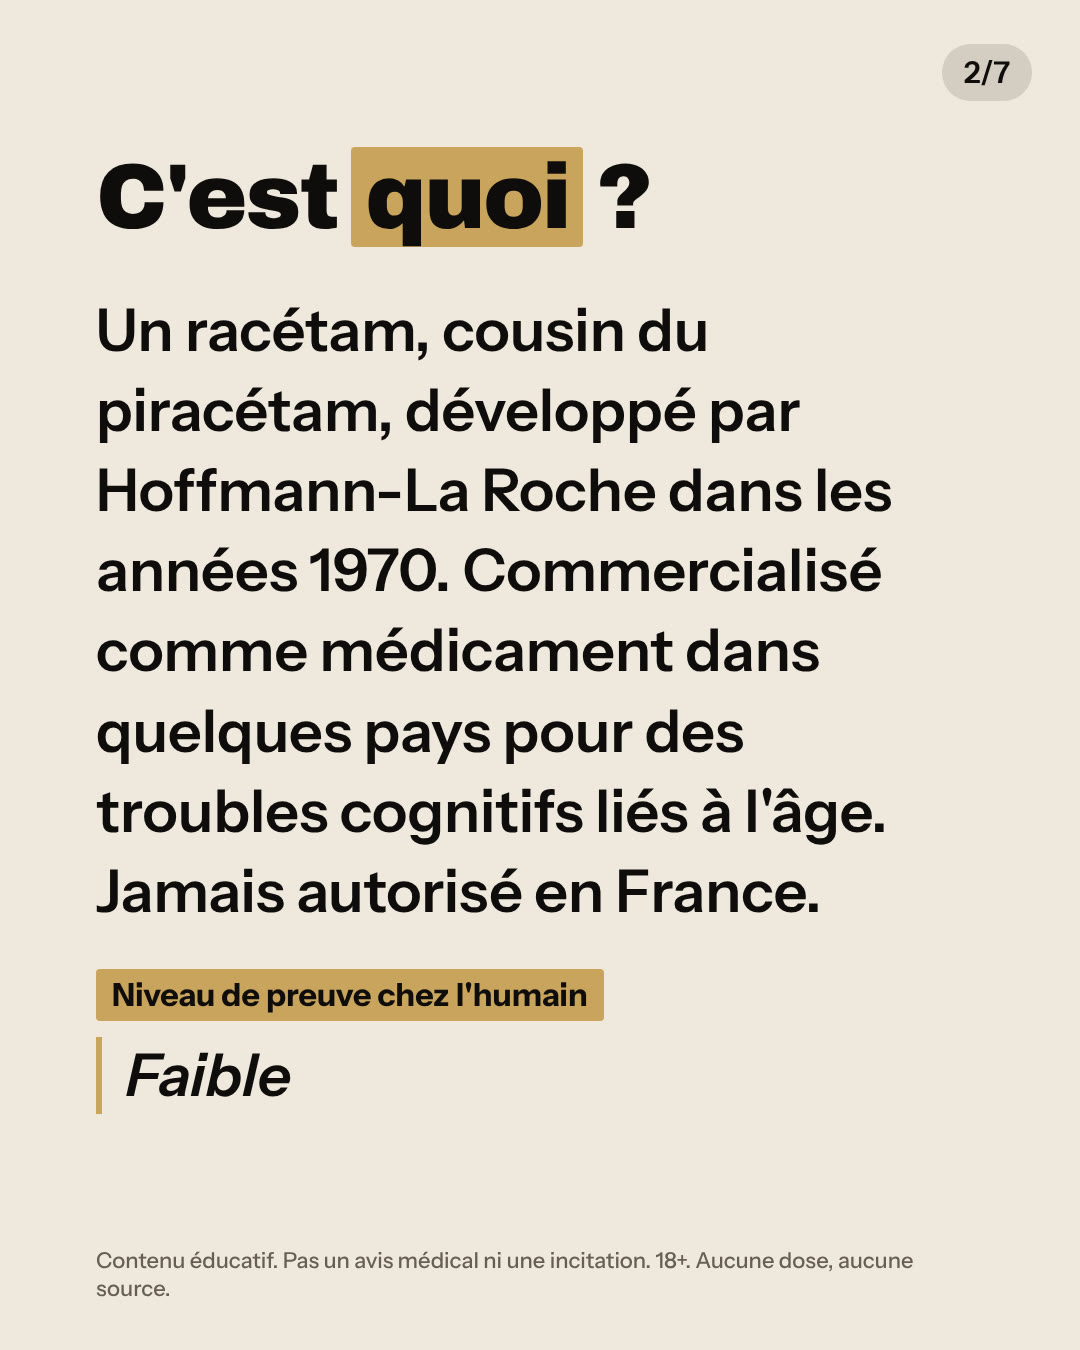 2/7
C'est quoi ?
Un racétam, cousin du
piracétam, développé par
Hoffmann-La Roche dans les
années 1970. Commercialisé
comme médicament dans
quelques pays pour des
troubles cognitifs liés à l'âge.
Jamais autorisé en France.
Niveau de preuve chez l'humain
Faible
Contenu éducatif. Pas un avis médical ni une incitation. 18+. Aucune dose, aucune
source.